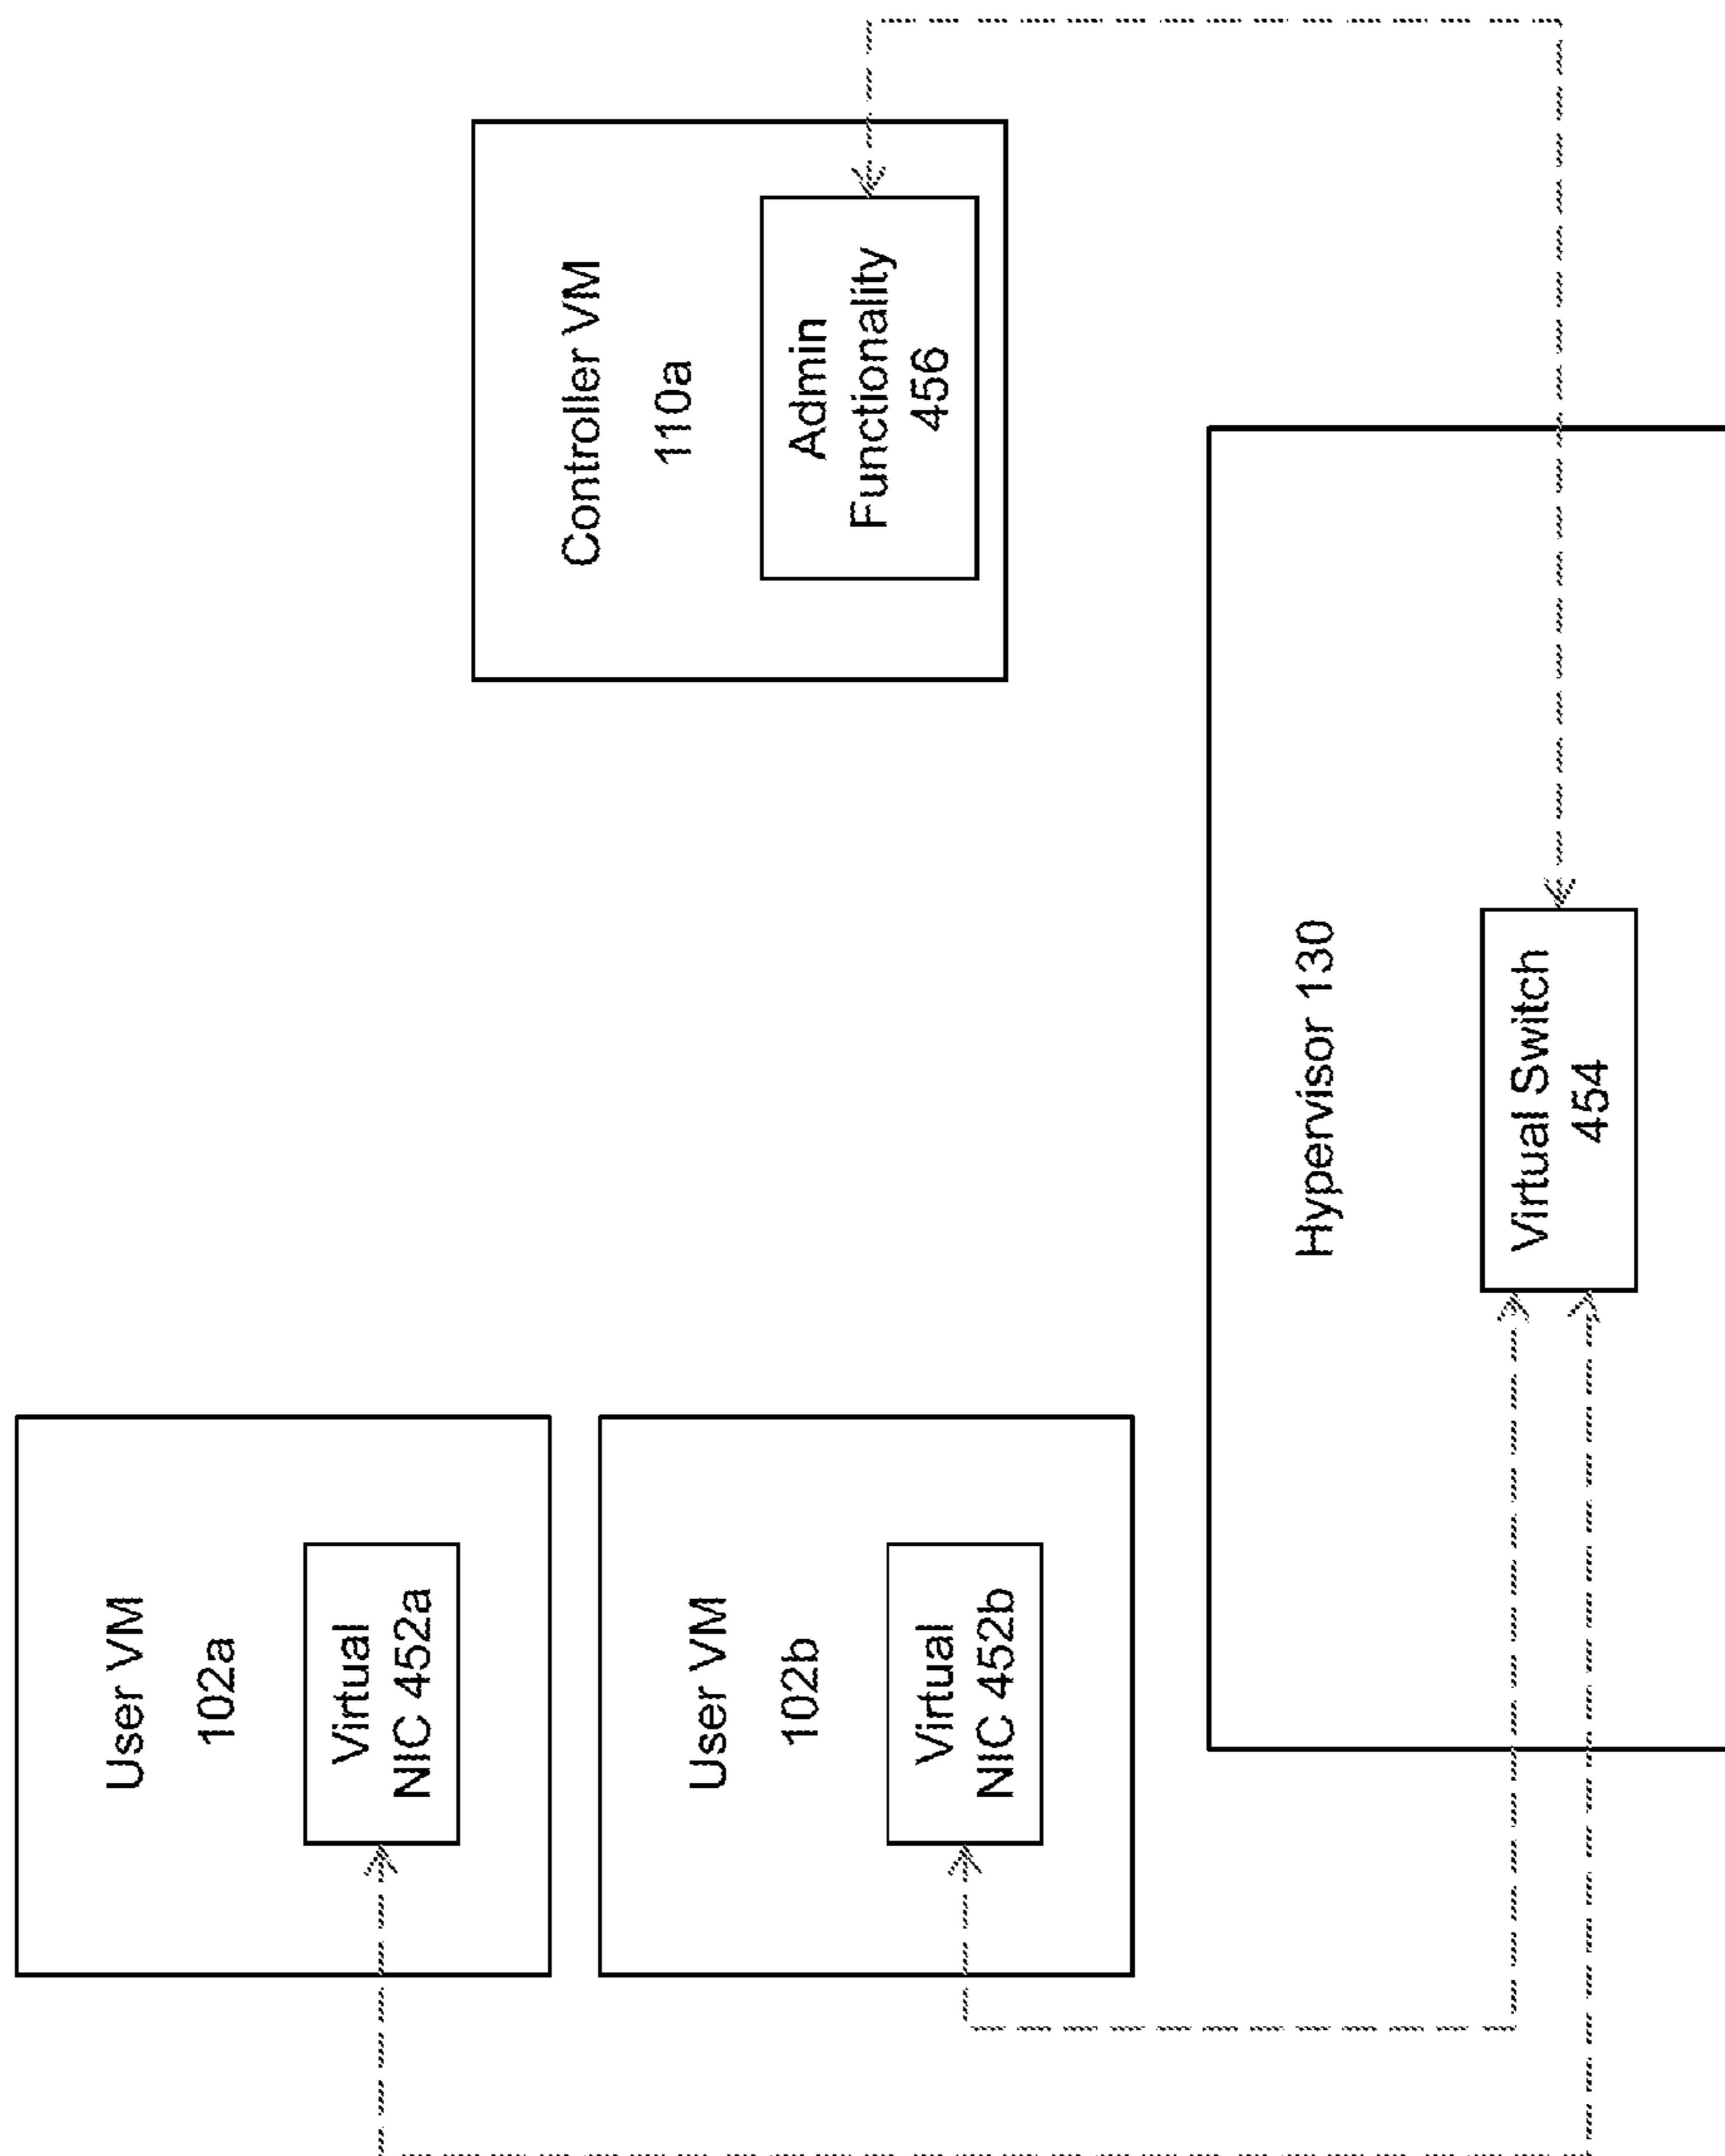 User VM
102a
Virtual
NIC 452a
User VM
102b
Virtual
NIC 452b
Controller VM
110a
Admin
Functionality
456
Hypervisor 130
Virtual Switch
454